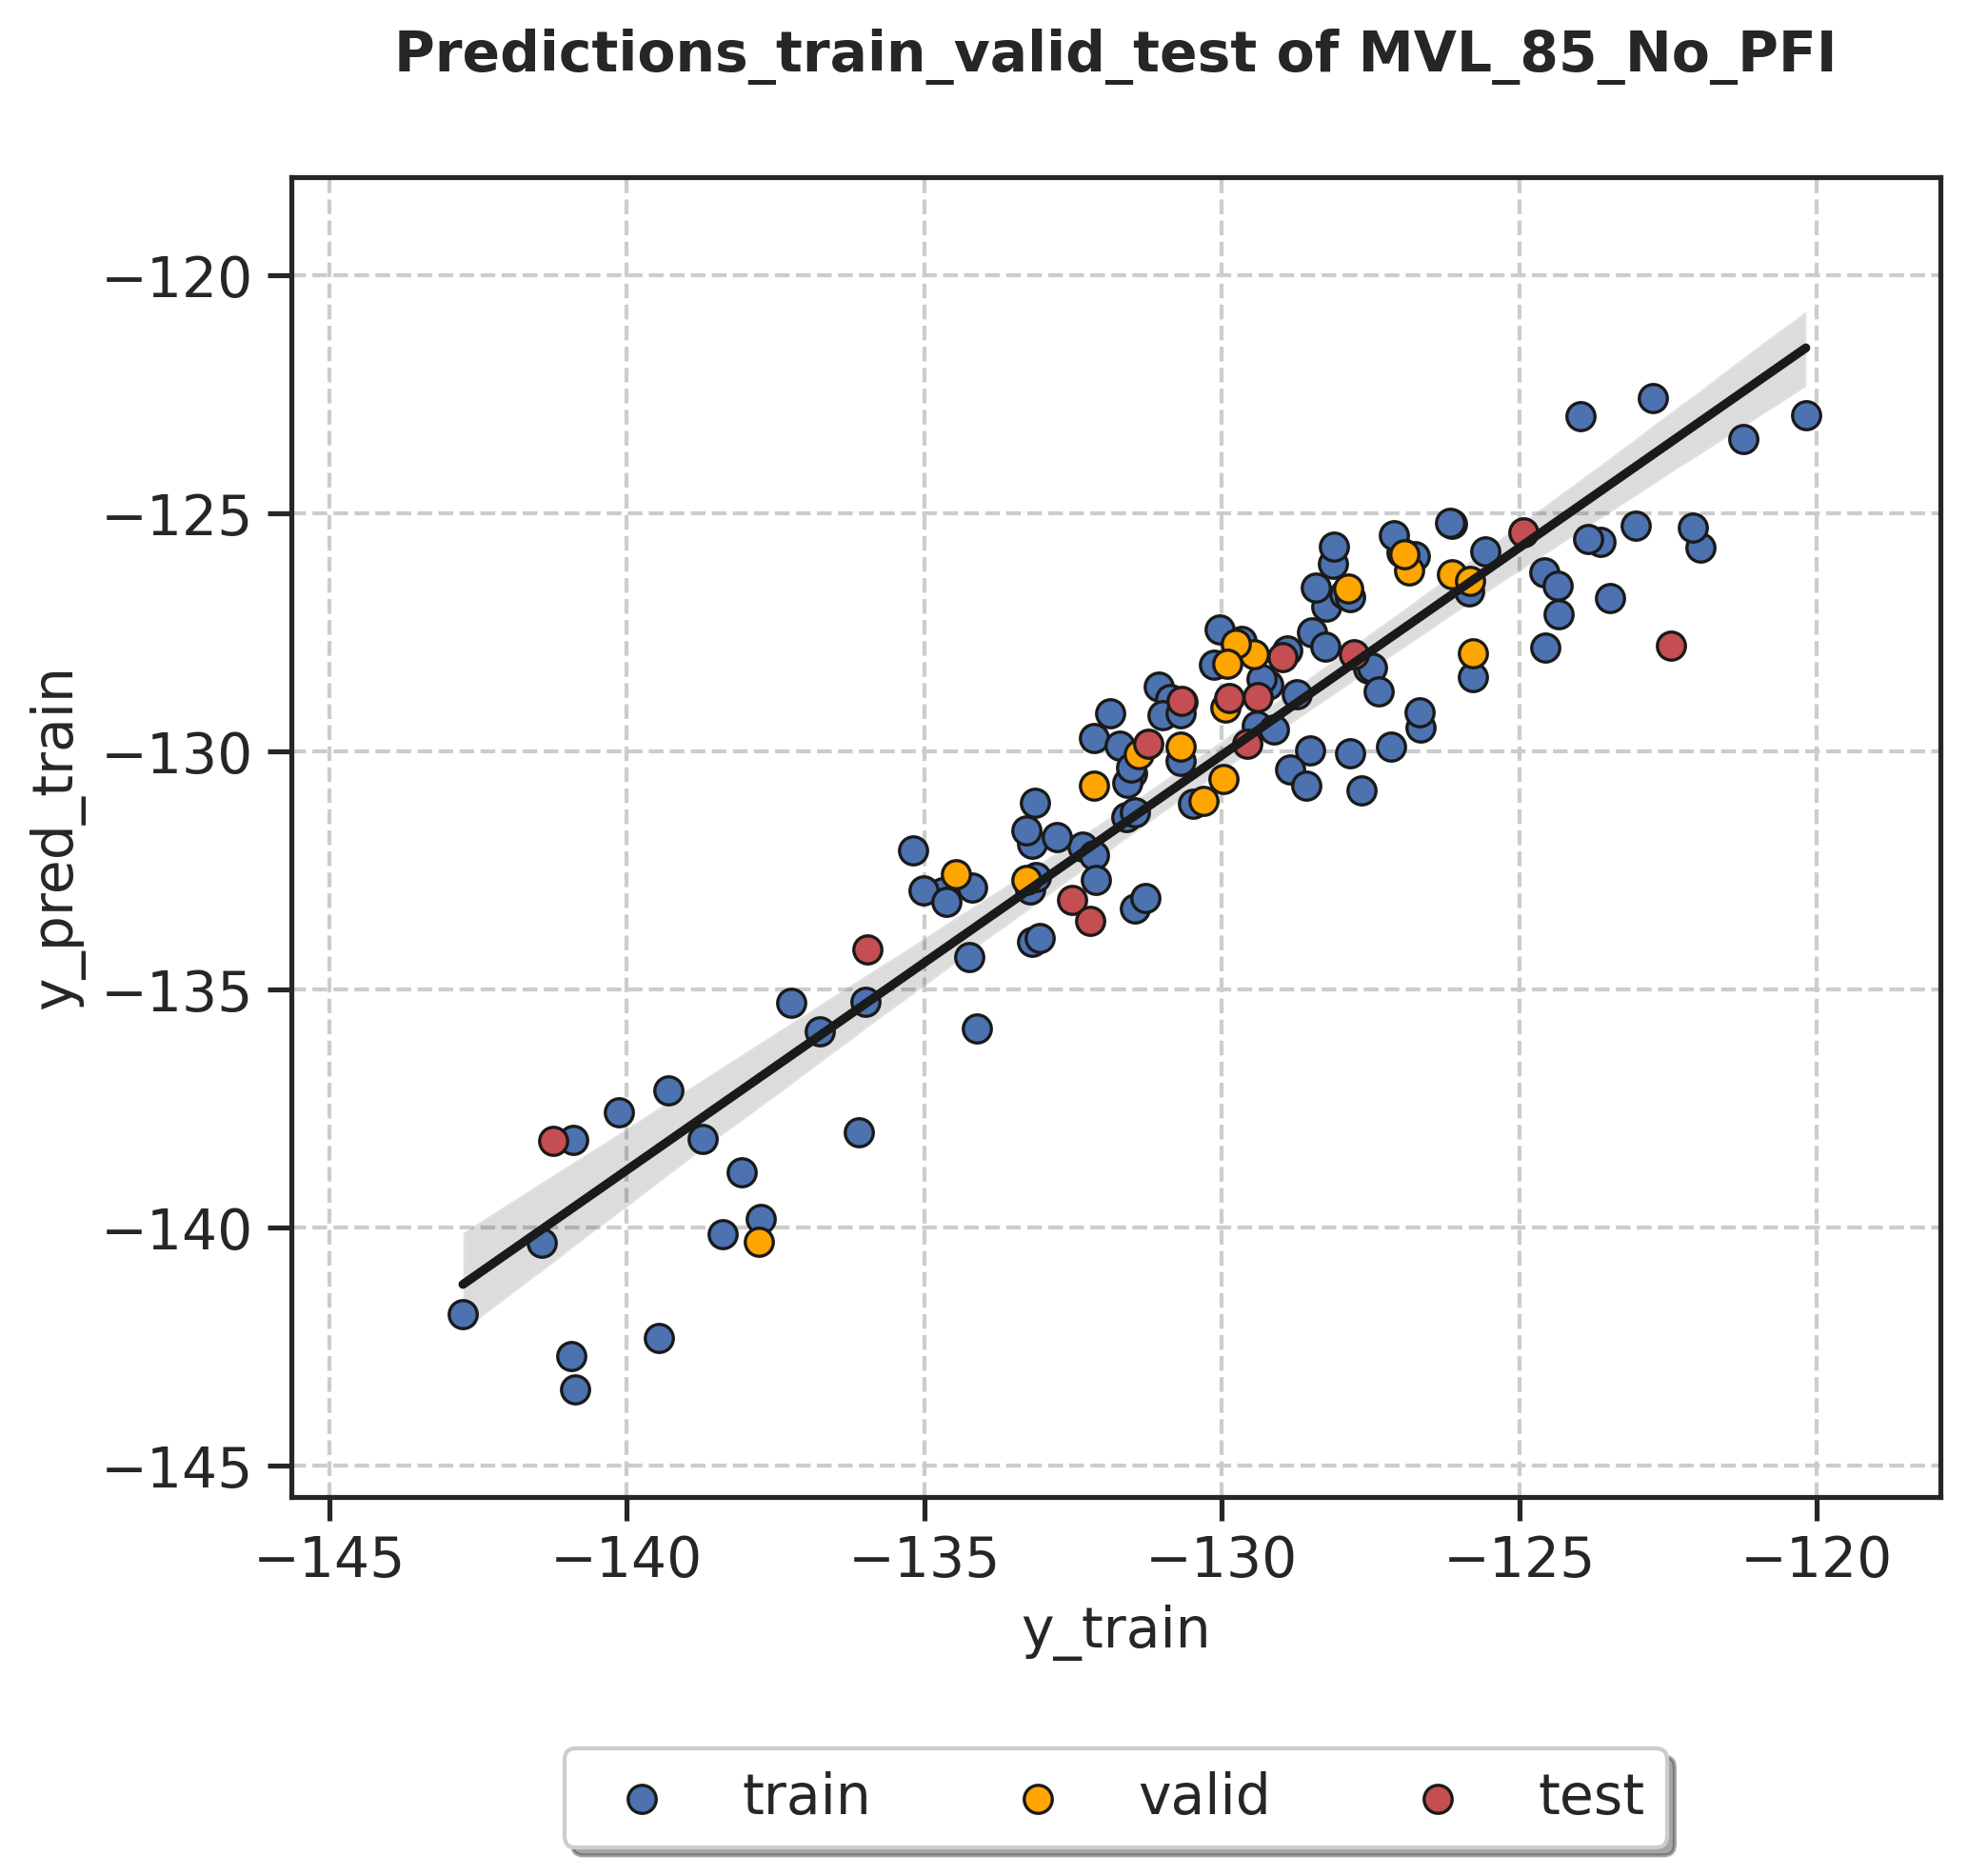 Predictions_train_valid_test of MVL_85_No_PFI
−120
−125
−130
−135
−140
−145
y_pred_train
−145 −140 −135 −130 −125 −120
y_train
train valid test